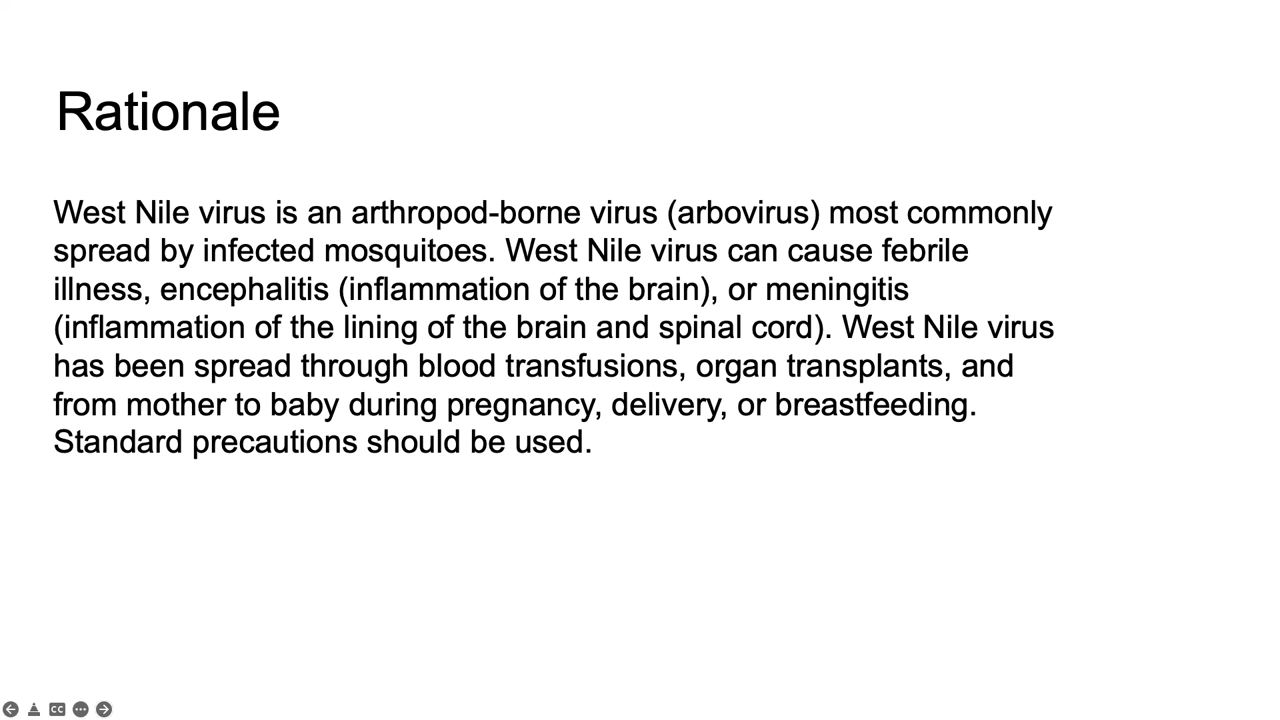 Rationale
West Nile virus is an arthropod-borne virus (arbovirus) most commonly
spread by infected mosquitoes. West Nile virus can cause febrile
illness, encephalitis (inflammation of the brain), or meningitis
(inflammation of the lining of the brain and spinal cord). West Nile virus
has been spread through blood transfusions, organ transplants, and
from mother to baby during pregnancy, delivery, or breastfeeding.
Standard precautions should be used.
CC